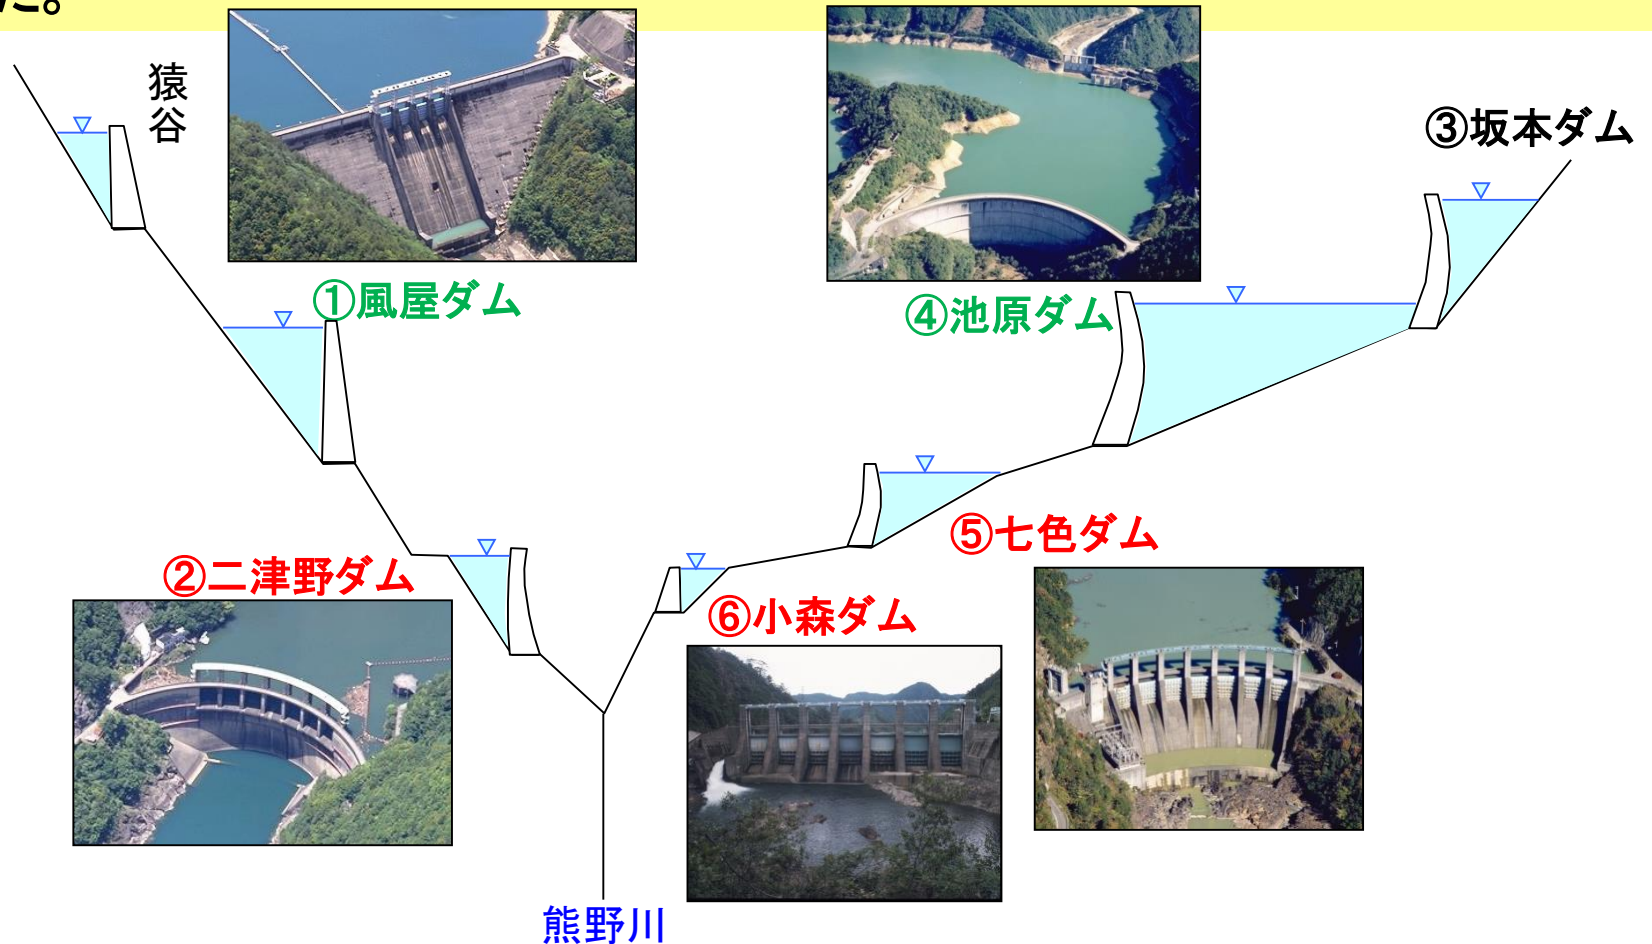 た。
猿谷
①風屋ダム
④池原ダム
③坂本ダム
②二津野ダム
⑤七色ダム
⑥小森ダム
熊野川